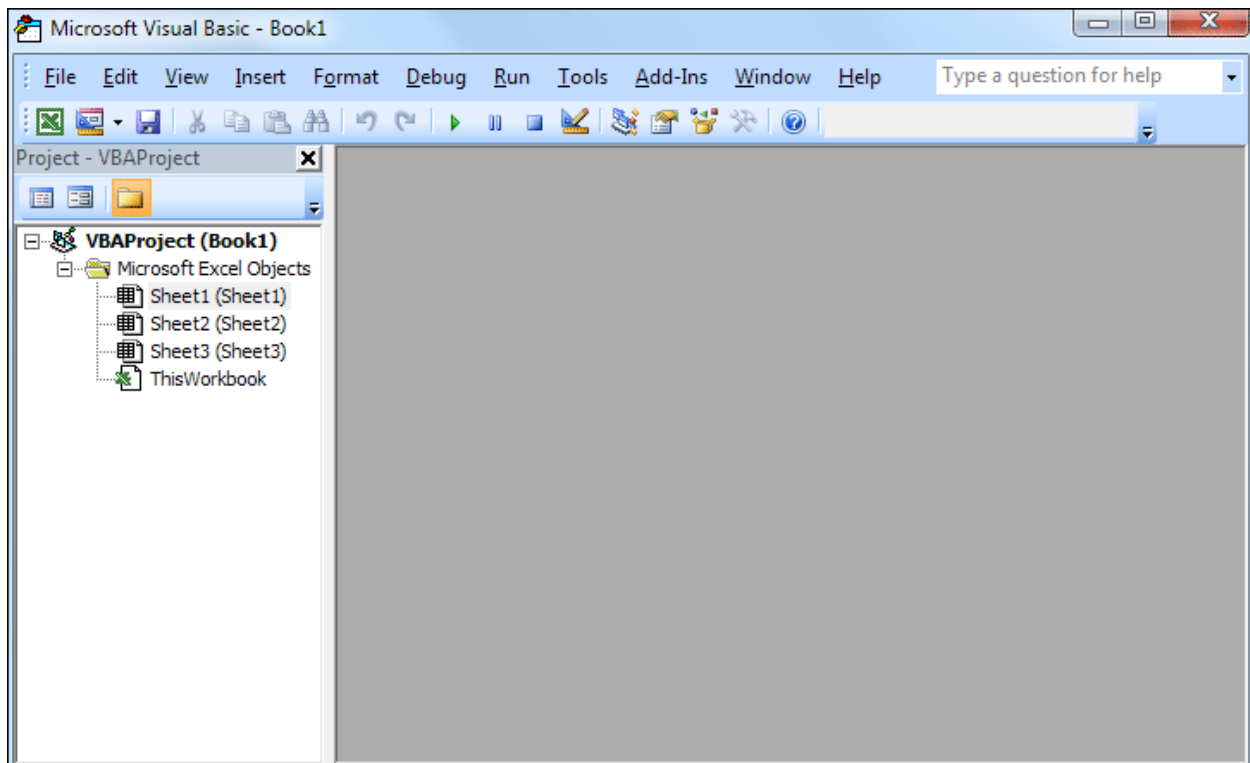 Microsoft Visual Basic - Book1
File Edit View Insert Format Debug Run Tools Add-Ins Window Help Type a question for help
Project - VBAProject
VBAProject (Book1)
Microsoft Excel Objects
Sheet1 (Sheet1)
Sheet2 (Sheet2)
Sheet3 (Sheet3)
ThisWorkbook